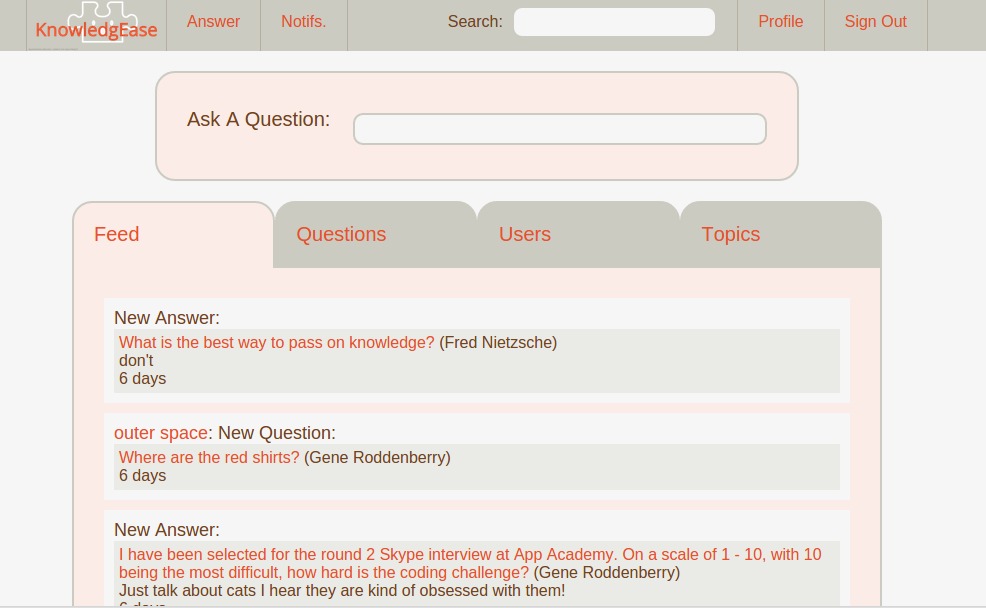 KnowledgEase
Answer
Notifs.
Search:
Profile
Sign Out
Ask A Question:
Feed
Questions
Users
Topics
New Answer:
What is the best way to pass on knowledge? (Fred Nietzsche)
don't
6 days
outer space: New Question:
Where are the red shirts? (Gene Roddenberry)
6 days
New Answer:
I have been selected for the round 2 Skype interview at App Academy. On a scale of 1 - 10, with 10
being the most difficult, how hard is the coding challenge? (Gene Roddenberry)
Just talk about cats I hear they are kind of obsessed with them!
6 days